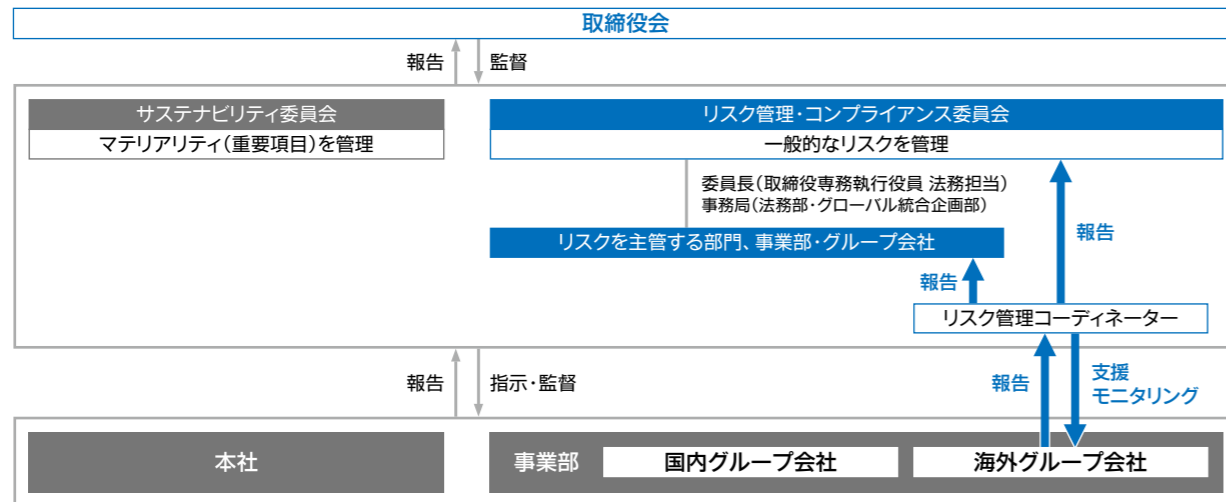 取締役会
報告
監督
サステナビリティ委員会
マテリアリティ(重要項目)を管理
リスク管理・コンプライアンス委員会
一般的なリスクを管理
委員長(取締役専務執行役員 法務担当)
事務局(法務部・グローバル統合企画部)
リスクを主管する部門、事業部・グループ会社
報告
報告
リスク管理コーディネーター
報告
指示・監督
報告
支援
モニタリング
本社
事業部
国内グループ会社
海外グループ会社